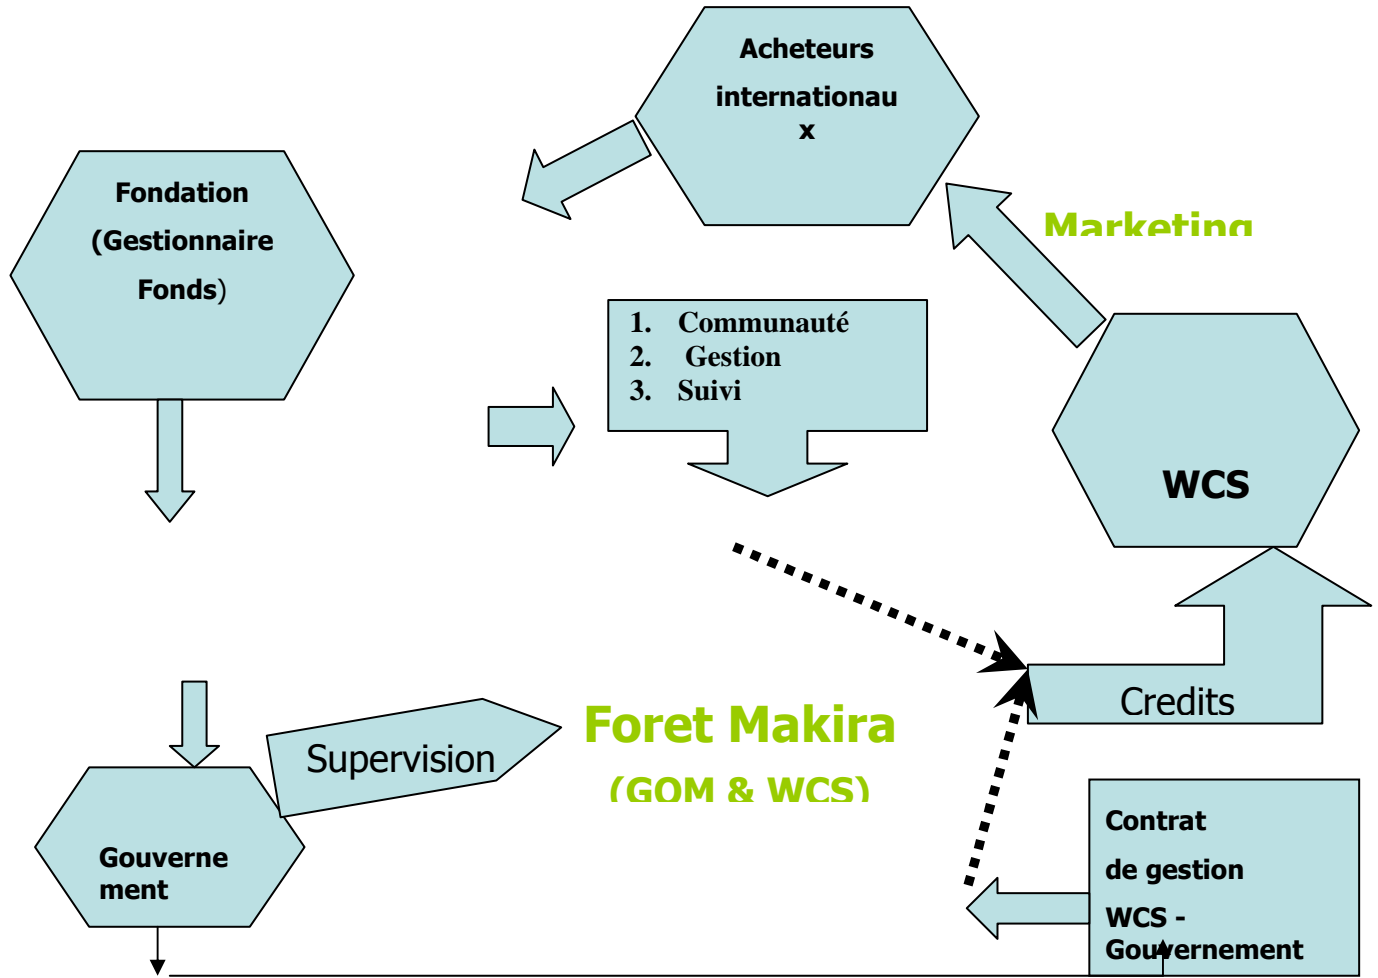 Acheteurs
internationau
x
Fondation
(Gestionnaire
Fonds)
Marketing
1. Communauté
2. Gestion
3. Suivi
WCS
Credits
Supervision
Foret Makira
(GOM & WCS)
Gouverne
ment
Contrat
de gestion
WCS -
Gouvernement